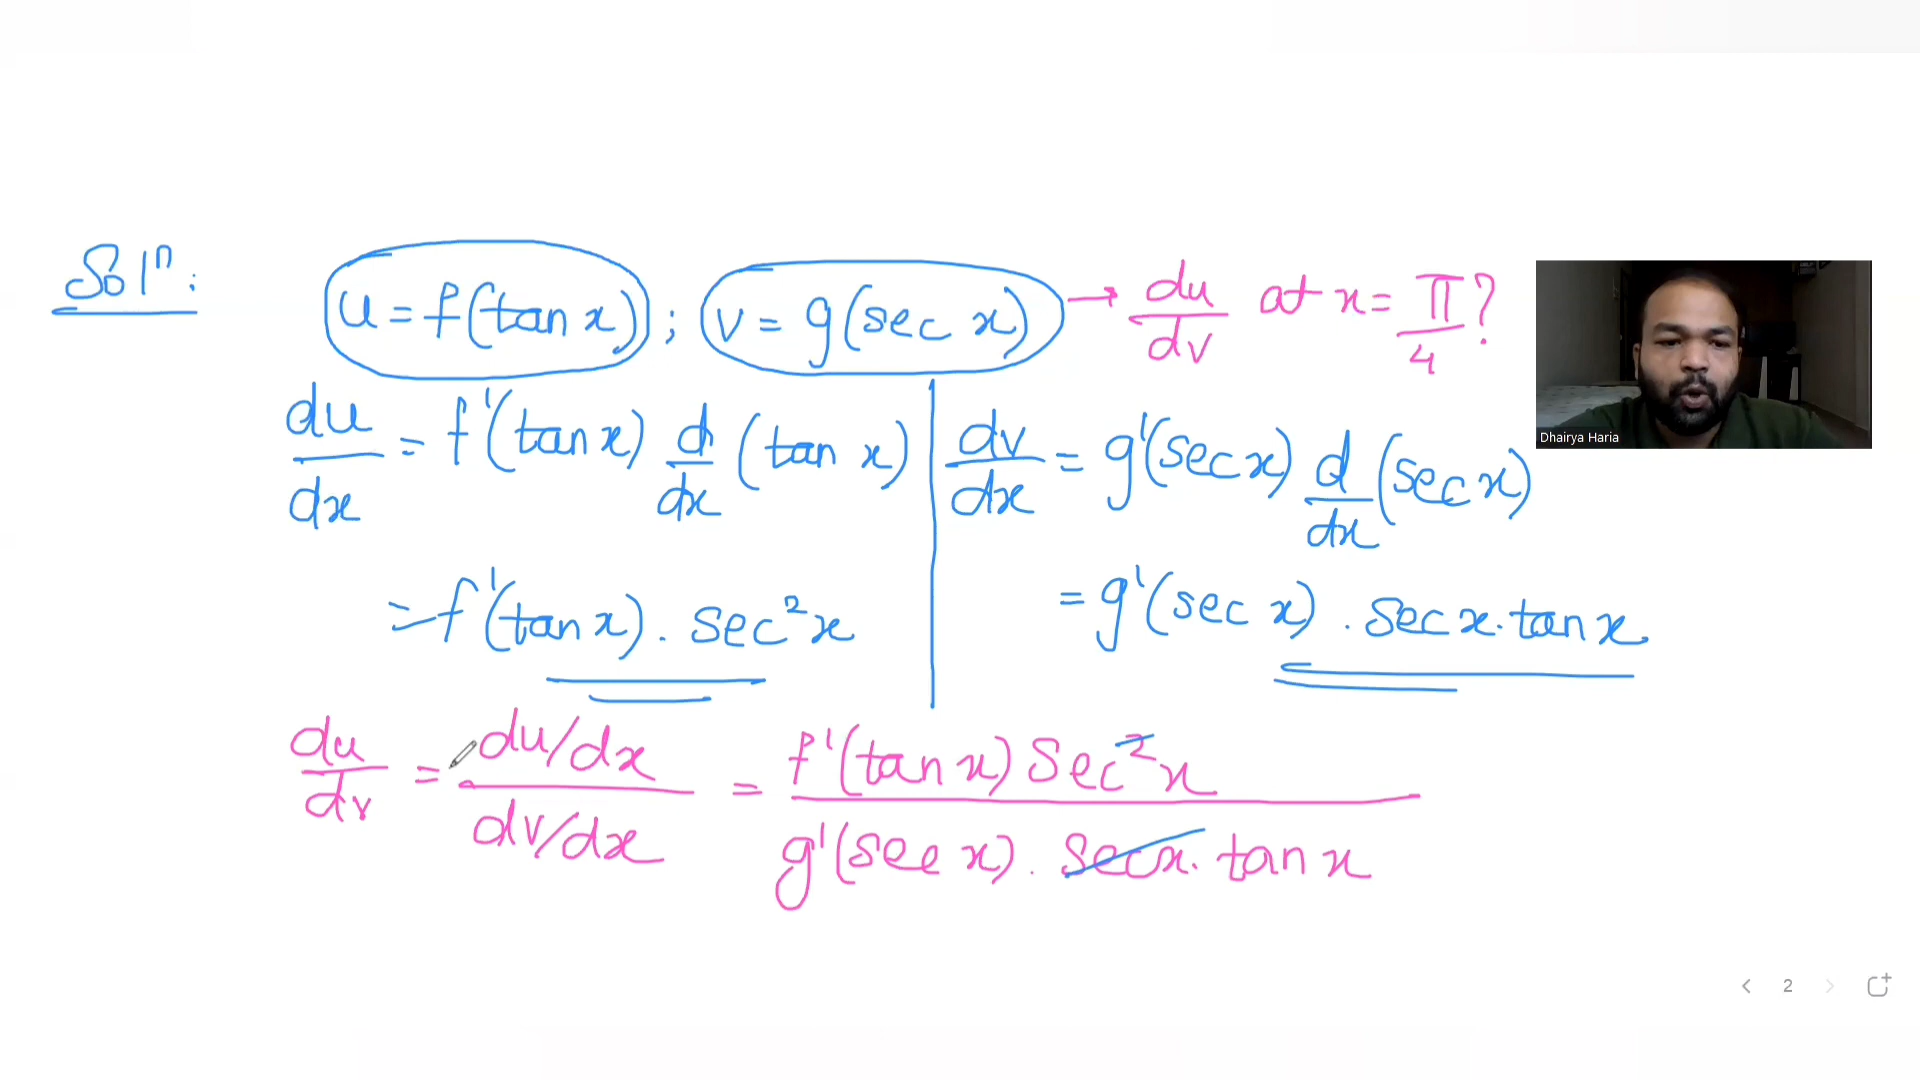 Solⁿ:
u = f(tan x) ; v = g(sec x) → du/dv at x = π/4 ?
du/dx = f'(tan x) d/dx (tan x)
= f'(tan x) . sec²x
dv/dx = g'(sec x) d/dx (sec x)
= g'(sec x) . sec x . tan x
du/dv = du/dx / dv/dx = f'(tan x) Sec²x / g'(sec x) . sec x . tan x
Dhairya Haria
2